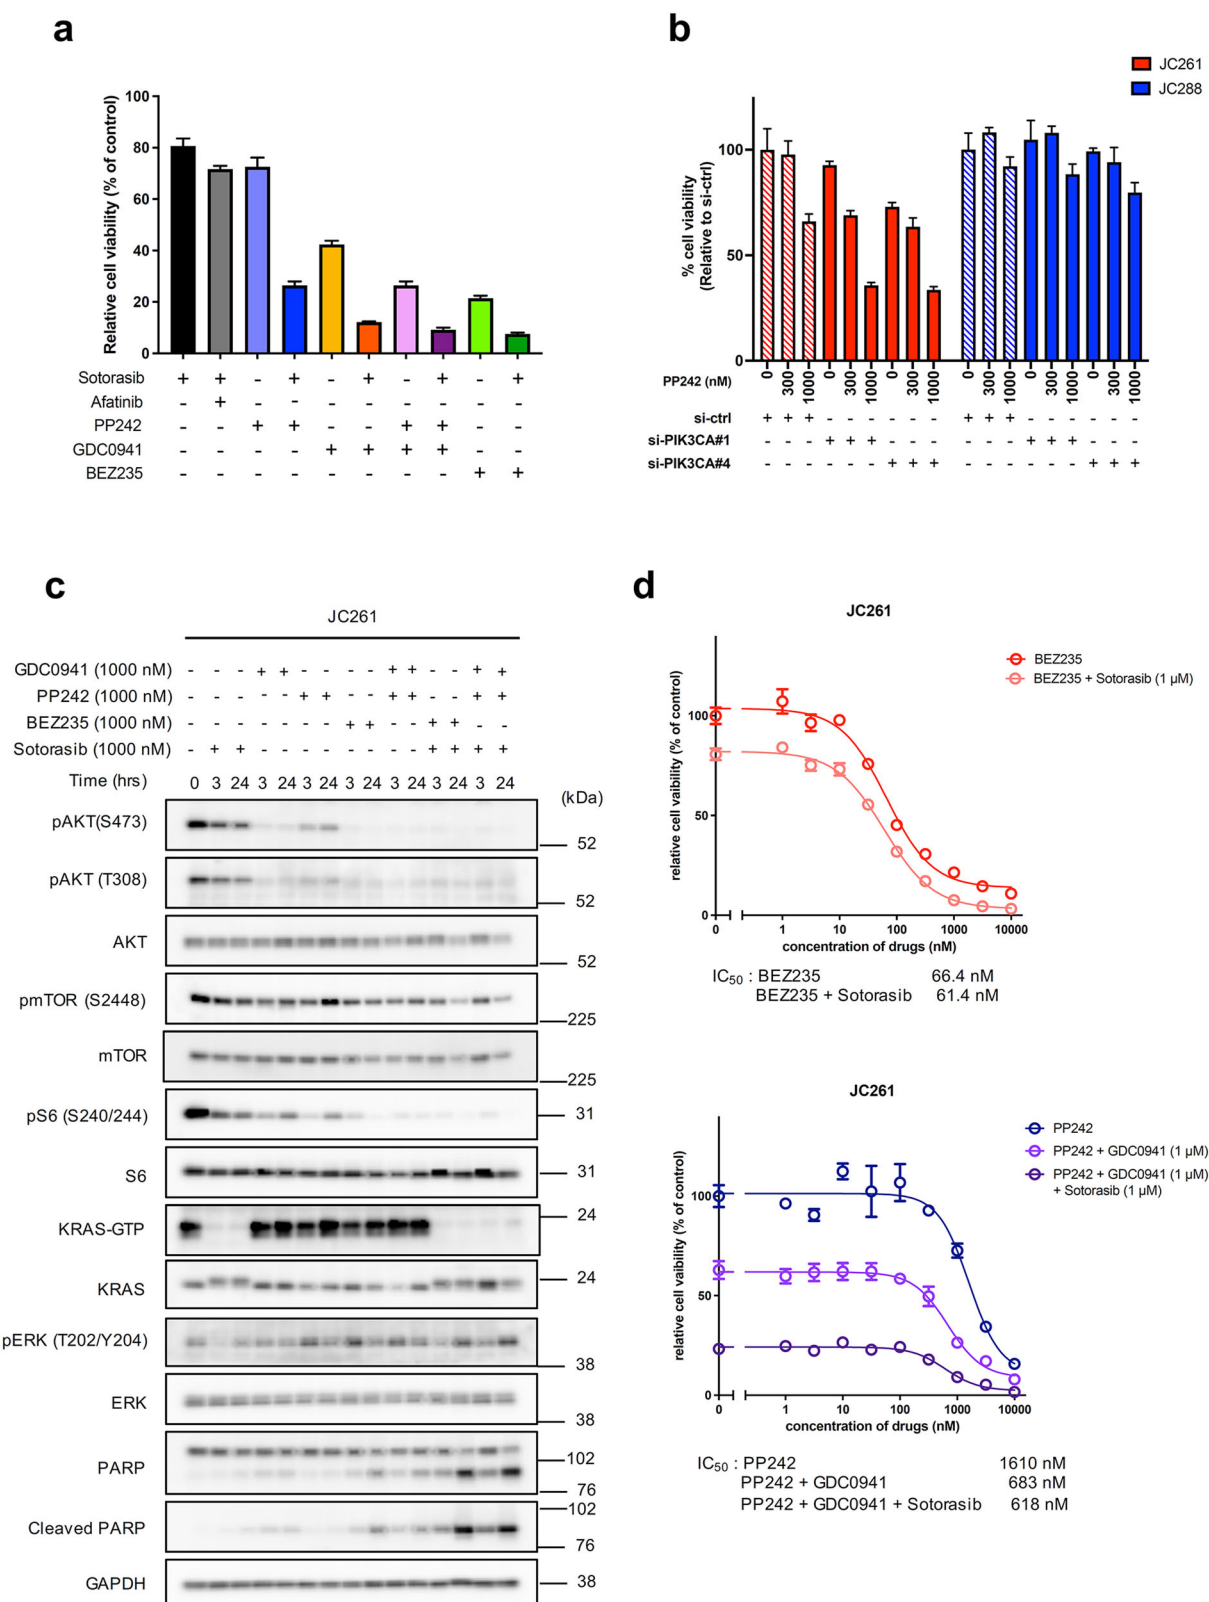 a
Relative cell viability (% of control)
100
80
60
40
20
0
Sotorasib + + - + - + - + - +
Afatinib - + - - - - - - - -
PP242 - - + + - - + + - -
GDC0941 - - - - + + + + - -
BEZ235 - - - - - - - - + +
b
JC261
JC288
% cell viability
(Relative to si-ctrl)
100
50
0
PP242 (nM) 0 300 1000 0 300 1000 0 300 1000 0 300 1000 0 300 1000 0 300 1000
si-ctrl + + + - - - - - - + + + - - - - - -
si-PIK3CA#1 - - - + + + - - - - - - + + + - - -
si-PIK3CA#4 - - - - - - + + + - - - - - - + + +
c
JC261
GDC0941 (1000 nM) - - - + + - - - - + + - - + +
PP242 (1000 nM) - - - - - + + - - + + - - + +
BEZ235 (1000 nM) - - - - - - - + + - - + + - -
Sotorasib (1000 nM) - + + - - - - - - - - + + + +
Time (hrs) 0 3 24 3 24 3 24 3 24 3 24 3 24 3 24
(kDa)
pAKT(S473)
52
pAKT (T308)
52
AKT
52
pmTOR (S2448)
225
mTOR
225
pS6 (S240/244)
31
S6
31
KRAS-GTP
24
KRAS
24
pERK (T202/Y204)
38
ERK
38
PARP
102
76
Cleaved PARP
102
76
GAPDH
38
d
JC261
BEZ235
BEZ235 + Sotorasib (1 µM)
relative cell vaibility (% of control)
100
50
0
0 1 10 100 1000 10000
concentration of drugs (nM)
IC50 : BEZ235 66.4 nM
BEZ235 + Sotorasib 61.4 nM
JC261
PP242
PP242 + GDC0941 (1 µM)
PP242 + GDC0941 (1 µM)
+ Sotorasib (1 µM)
relative cell vaibility (% of control)
100
50
0
0 1 10 100 1000 10000
concentration of drugs (nM)
IC50 : PP242 1610 nM
PP242 + GDC0941 683 nM
PP242 + GDC0941 + Sotorasib 618 nM